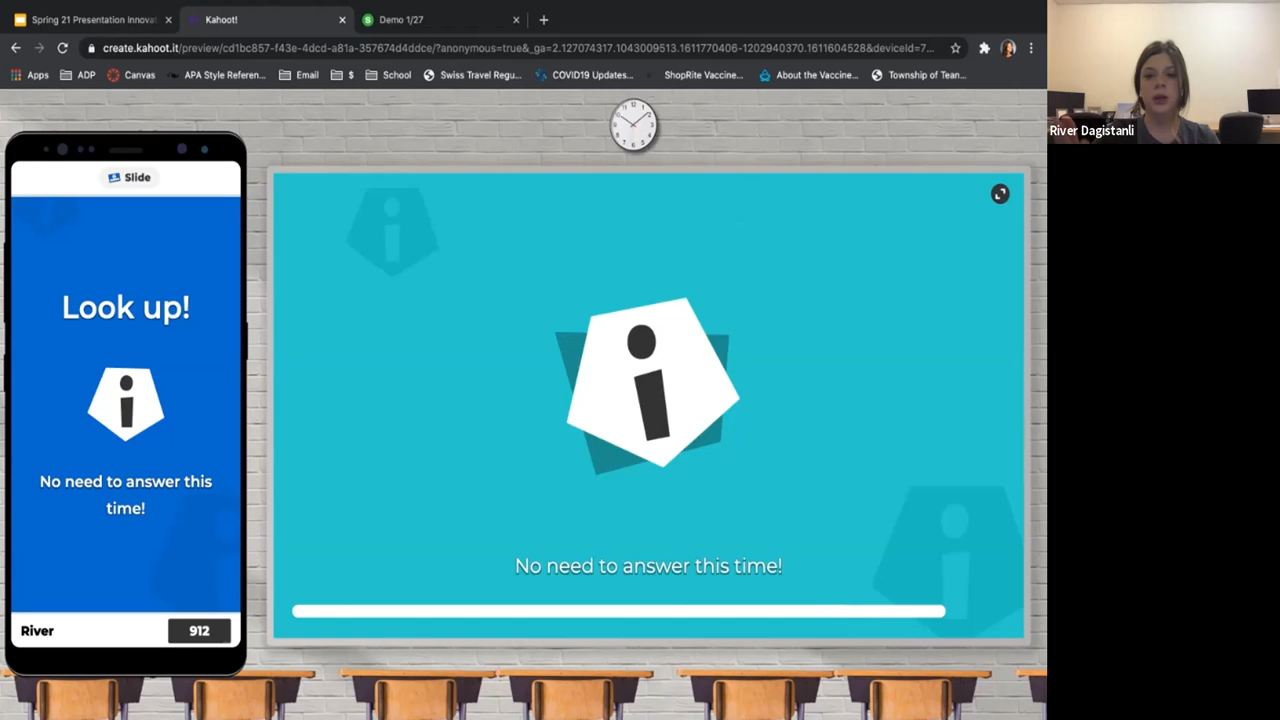 Spring 21 Presentation Innovat
Kahoot!
Demo 1/27
create.kahoot.it/preview/cd1bc857-f43e-4dcd-a81a-357674d4ddce/?anonymous=true&_ga=2.127074317.1043009513.1611770406-1202940370.1611604528&deviceId=7...
Apps ADP Canvas APA Style Referen... Email $ School Swiss Travel Regu... COVID19 Updates... ShopRite Vaccine... About the Vaccine... Township of Tean...
River Dagistanli
Slide
Look up!
i
No need to answer this
time!
River 912
i
No need to answer this time!